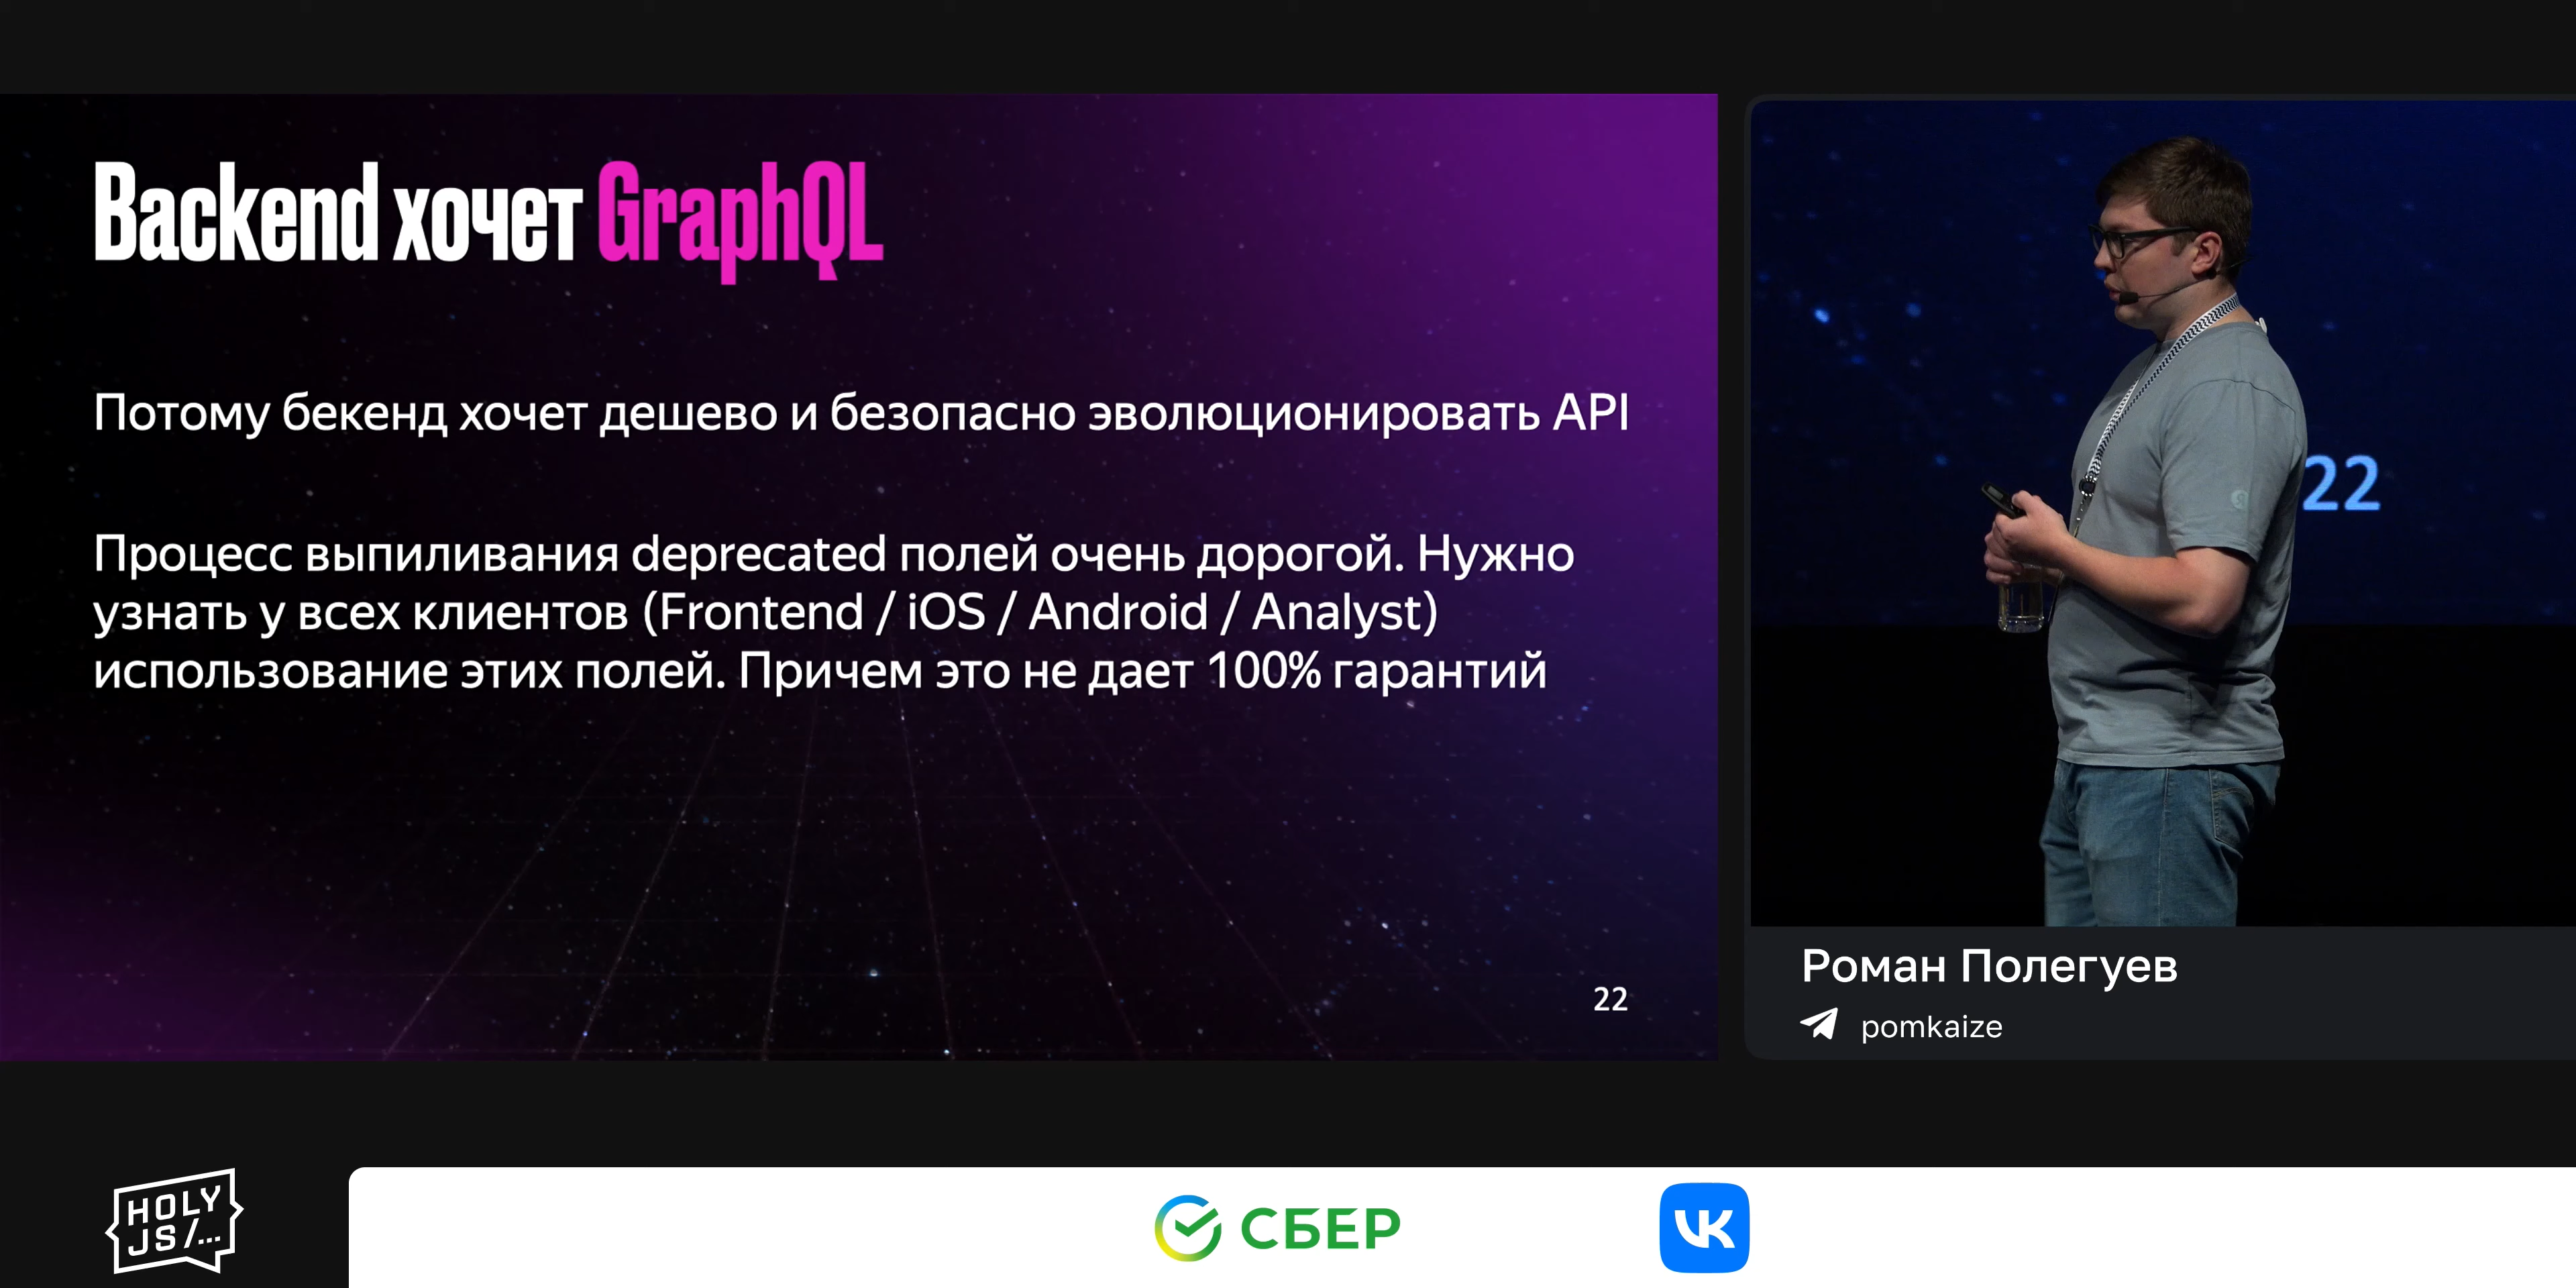 Backend хочет GraphQL
Потому бекенд хочет дешево и безопасно эволюционировать API
Процесс выпиливания deprecated полей очень дорогой. Нужно
узнать у всех клиентов (Frontend / iOS / Android / Analyst)
использование этих полей. Причем это не дает 100% гарантий
22
22
Роман Полегуев
pomkaize
HOLY
JS/...
СБЕР
VK